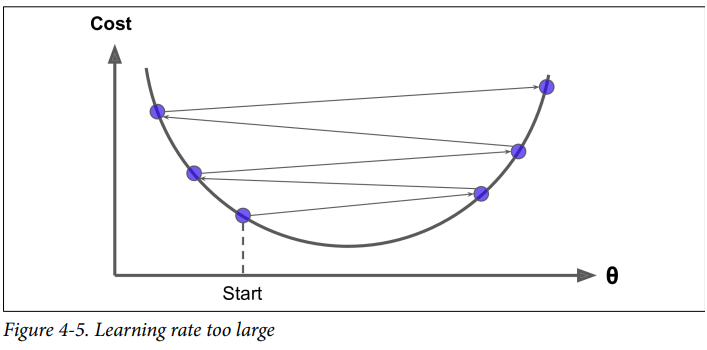 Cost
θ
Start
Figure 4-5. Learning rate too large